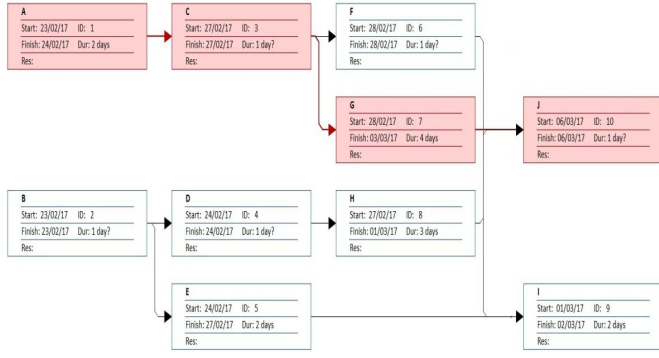 A
Start: 23/02/17 ID: 1
Finish: 24/02/17 Dur: 2 days
Res:
C
Start: 27/02/17 ID: 3
Finish: 27/02/17 Dur: 1 day?
Res:
F
Start: 28/02/17 ID: 6
Finish: 28/02/17 Dur: 1 day?
Res:
G
Start: 28/02/17 ID: 7
Finish: 03/03/17 Dur: 4 days
Res:
J
Start: 06/03/17 ID: 10
Finish: 06/03/17 Dur: 1 day?
Res:
B
Start: 23/02/17 ID: 2
Finish: 23/02/17 Dur: 1 day?
Res:
D
Start: 24/02/17 ID: 4
Finish: 24/02/17 Dur: 1 day?
Res:
H
Start: 27/02/17 ID: 8
Finish: 01/03/17 Dur: 3 days
Res:
E
Start: 24/02/17 ID: 5
Finish: 27/02/17 Dur: 2 days
Res:
I
Start: 01/03/17 ID: 9
Finish: 02/03/17 Dur: 2 days
Res: